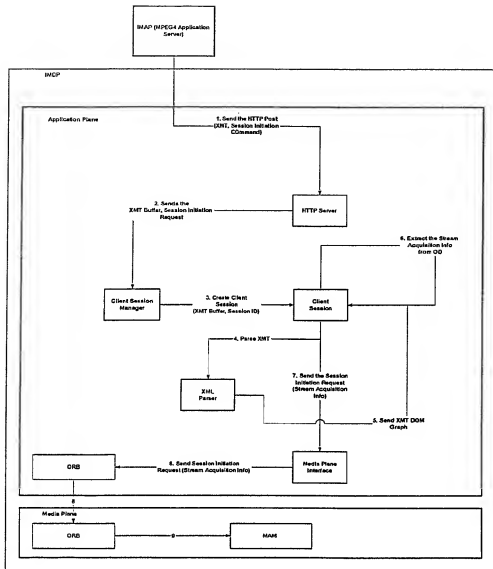 IMAP (MPEG4 Application
Server)
IMCP
Application Plane
1. Send the HTTP Post
(XMT, Session Initiation
COmmand)
HTTP Server
2. Sends the
XMT Buffer, Session Initiation
Request
6. Extract the Stream
Acquisition Info
from OD
Client Session
Manager
3. Create Client
Session
(XMT Buffer, Session ID)
Client
Session
4. Parse XMT
7. Send the Session
Initiation Request
(Stream Acquisition
Info)
XML
Parser
5. Send XMT DOM
Graph
ORB
8. Send Session Initiation
Request (Stream Acquisition Info)
Media Plane
Interface
Media Plane
ORB
9
MAM